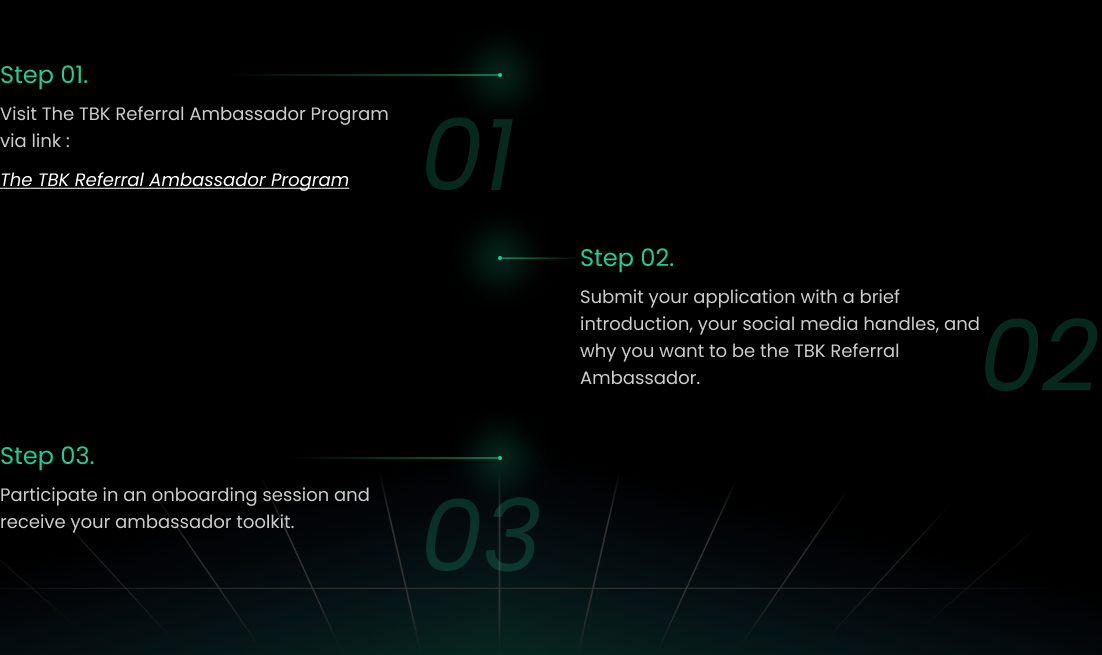 Step 01.
Visit The TBK Referral Ambassador Program
via link :
The TBK Referral Ambassador Program
01
Step 02.
Submit your application with a brief
introduction, your social media handles, and
why you want to be the TBK Referral
Ambassador.
02
Step 03.
Participate in an onboarding session and
receive your ambassador toolkit.
03